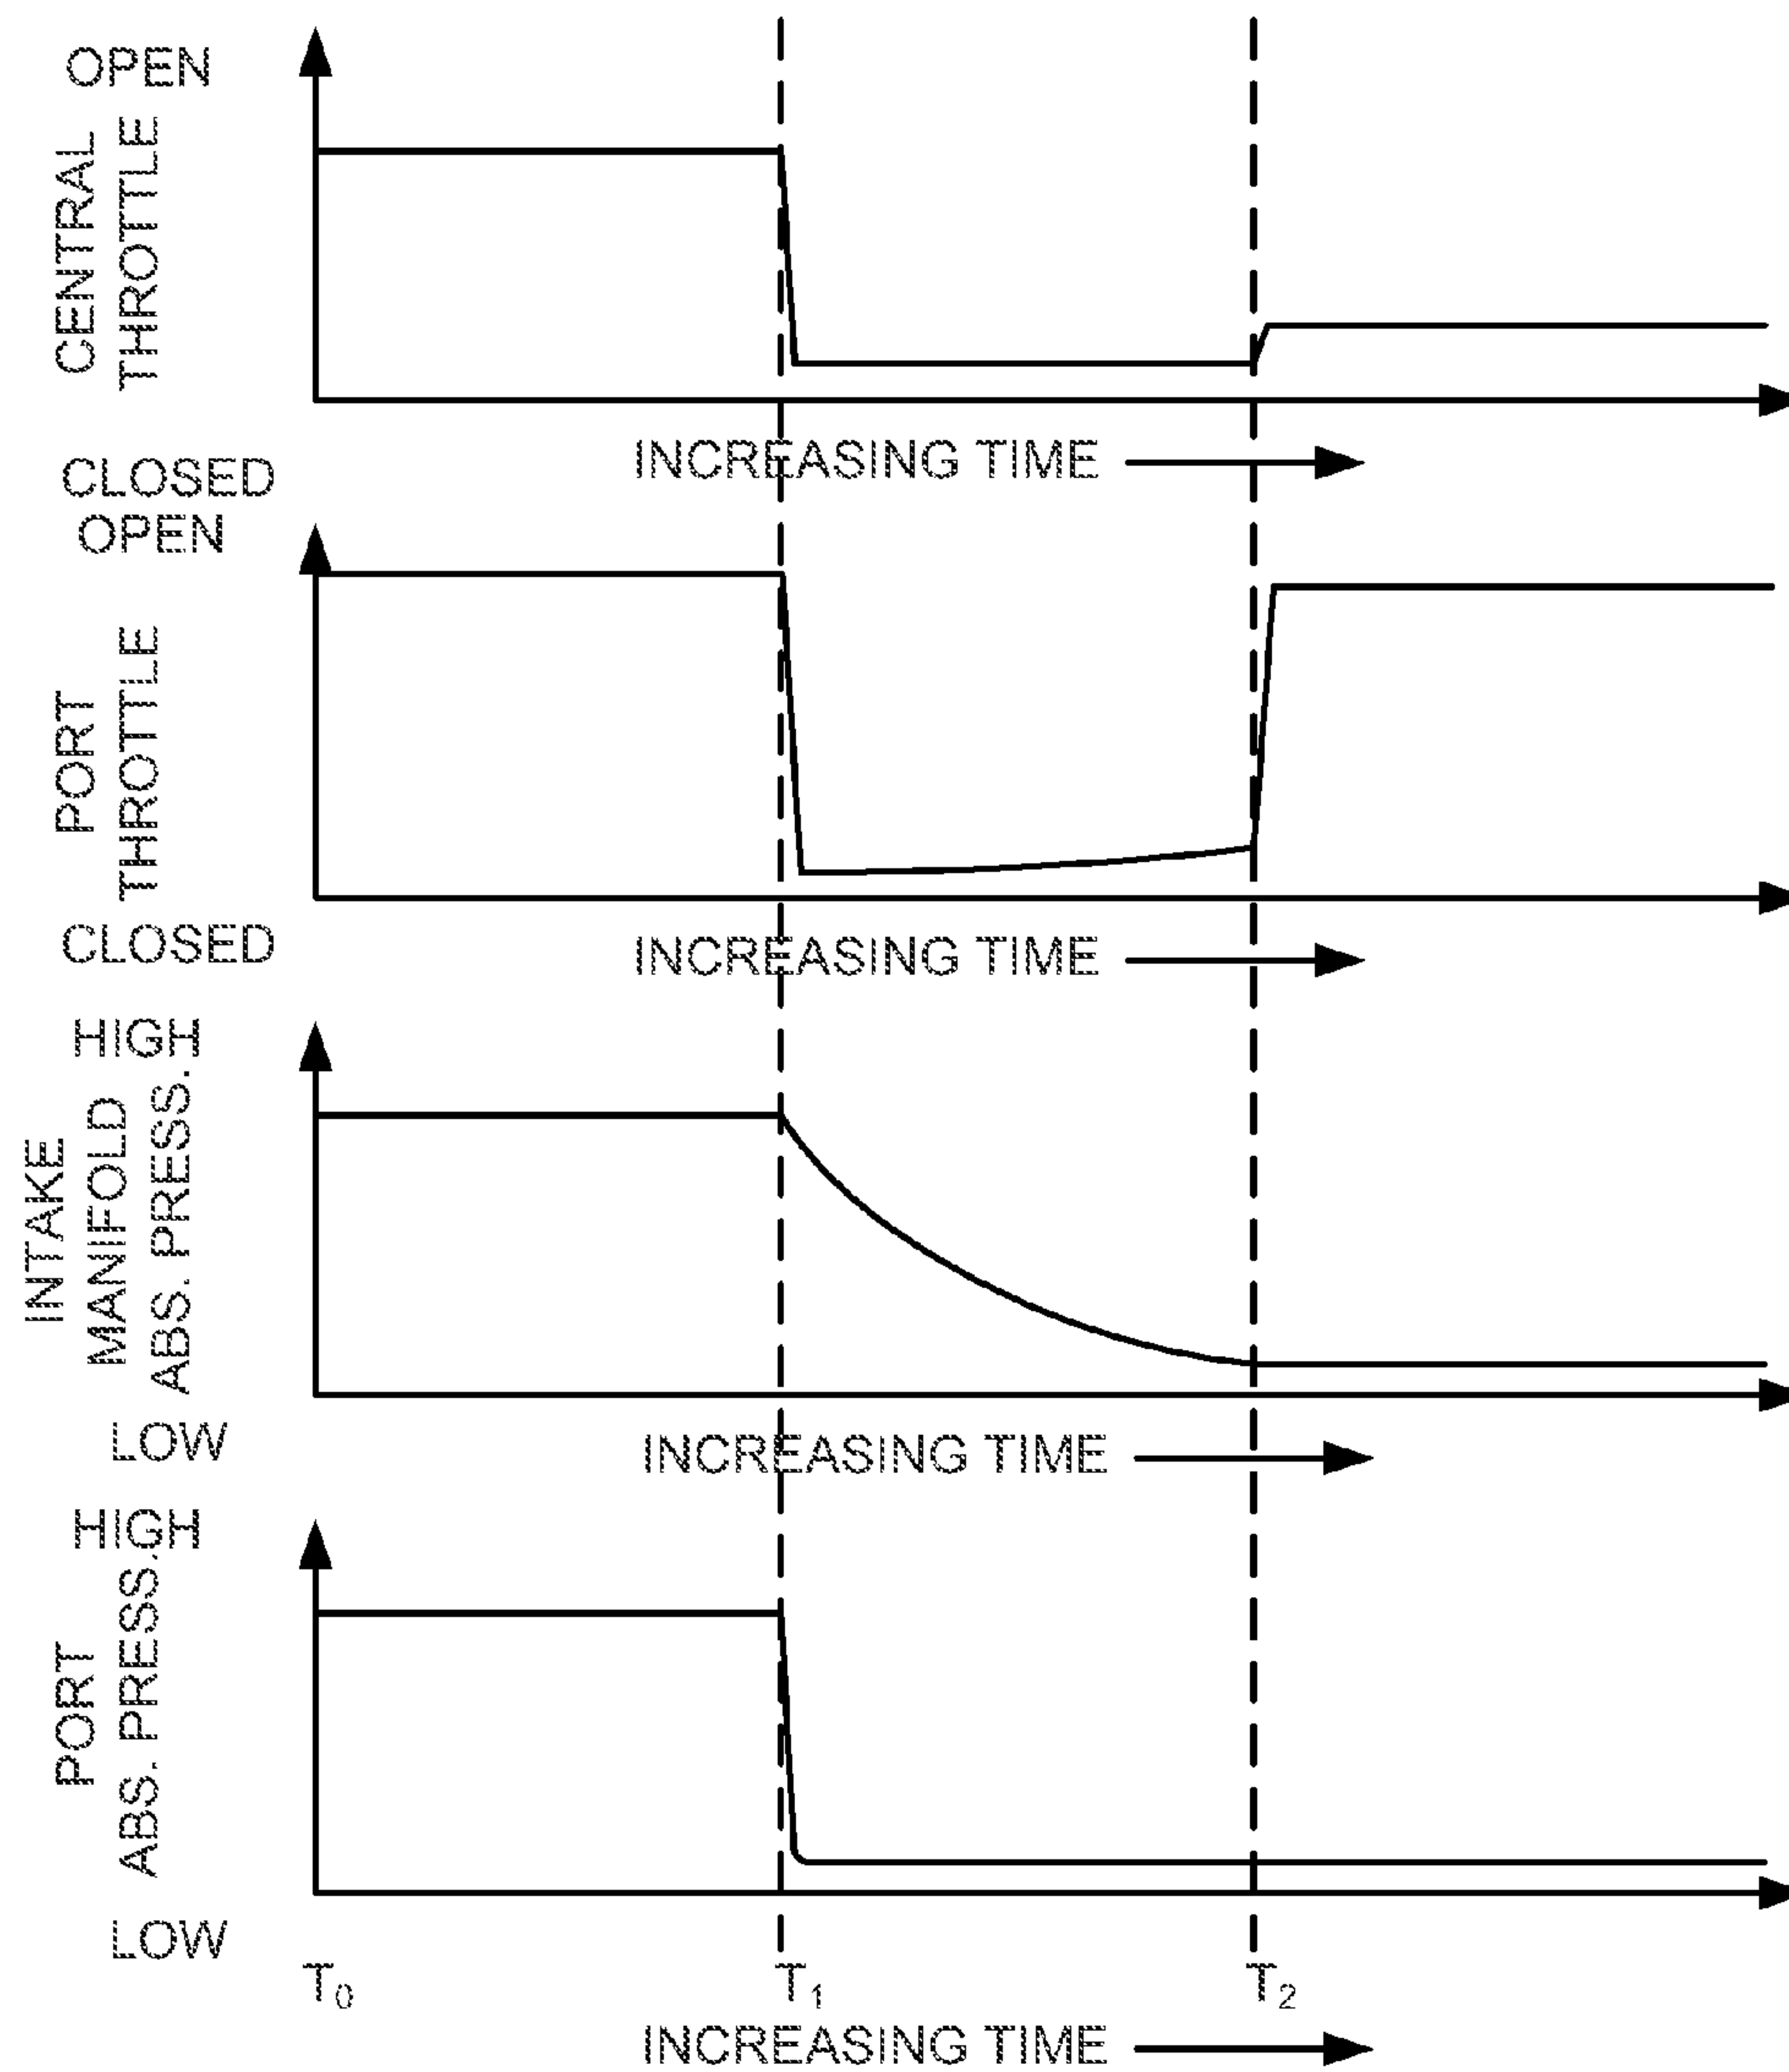 OPEN
CENTRAL
THROTTLE
CLOSED
INCREASING TIME
OPEN
PORT
THROTTLE
CLOSED
INCREASING TIME
HIGH
INTAKE
MANIFOLD
ABS. PRESS.
LOW
INCREASING TIME
HIGH
PORT
ABS. PRESS.
LOW
T0 T1 T2
INCREASING TIME